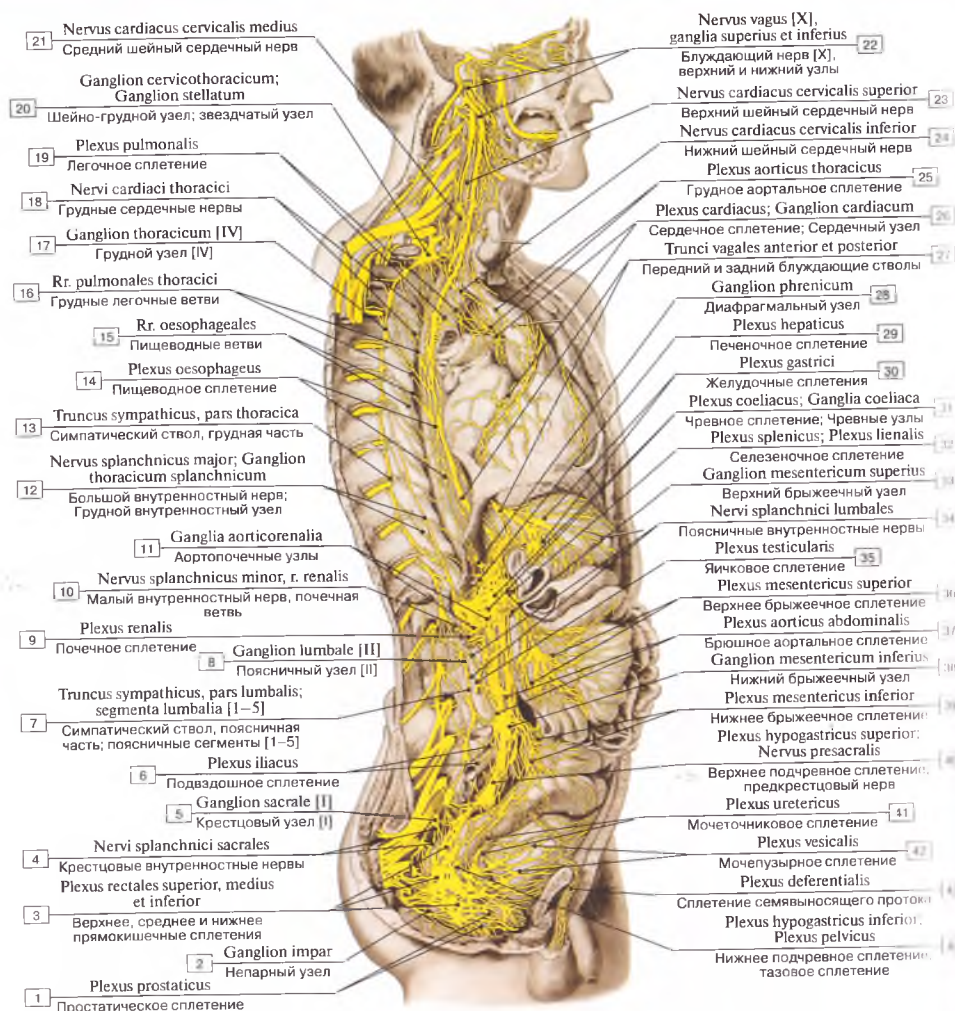 Nervus cardiacus cervicalis medius
21
Средний шейный сердечный нерв
Ganglion cervicothoracicum;
Ganglion stellatum
20
Шейно-грудной узел; звездчатый узел
Plexus pulmonalis
19
Легочное сплетение
Nervi cardiaci thoracici
18
Грудные сердечные нервы
Ganglion thoracicum [IV]
17
Грудной узел [IV]
Rr. pulmonales thoracici
16
Грудные легочные ветви
Rr. oesophageales
15
Пищеводные ветви
Plexus oesophageus
14
Пищеводное сплетение
Truncus sympathicus, pars thoracica
13
Симпатический ствол, грудная часть
Nervus splanchnicus major; Ganglion
thoracicum splanchnicum
12
Большой внутренностный нерв;
Грудной внутренностный узел
Ganglia aorticorenalia
11
Аортопочечные узлы
Nervus splanchnicus minor, r. renalis
10
Малый внутренностный нерв, почечная
ветвь
Plexus renalis
9
Почечное сплетение
Ganglion lumbale [II]
8
Поясничный узел [II]
Truncus sympathicus, pars lumbalis;
segmenta lumbalia [1–5]
7
Симпатический ствол, поясничная
часть; поясничные сегменты [1–5]
Plexus iliacus
6
Подвздошное сплетение
Ganglion sacrale [I]
5
Крестцовый узел [I]
Nervi splanchnici sacrales
4
Крестцовые внутренностные нервы
Plexus rectales superior, medius
et inferior
3
Верхнее, среднее и нижнее
прямокишечные сплетения
Ganglion impar
2
Непарный узел
Plexus prostaticus
1
Простатическое сплетение
Nervus vagus [X],
ganglia superius et inferius
22
Блуждающий нерв [X],
верхний и нижний узлы
Nervus cardiacus cervicalis superior
23
Верхний шейный сердечный нерв
Nervus cardiacus cervicalis inferior
24
Нижний шейный сердечный нерв
Plexus aorticus thoracicus
25
Грудное аортальное сплетение
Plexus cardiacus; Ganglion cardiacum
26
Сердечное сплетение; Сердечный узел
Trunci vagales anterior et posterior
27
Передний и задний блуждающие стволы
Ganglion phrenicum
28
Диафрагмальный узел
Plexus hepaticus
29
Печеночное сплетение
Plexus gastrici
30
Желудочные сплетения
Plexus coeliacus; Ganglia coeliaca
31
Чревное сплетение; Чревные узлы
Plexus splenicus; Plexus lienalis
32
Селезеночное сплетение
Ganglion mesentericum superius
33
Верхний брыжеечный узел
Nervi splanchnici lumbales
34
Поясничные внутренностные нервы
Plexus testicularis
35
Яичковое сплетение
Plexus mesentericus superior
36
Верхнее брыжеечное сплетение
Plexus aorticus abdominalis
37
Брюшное аортальное сплетение
Ganglion mesentericum inferius
38
Нижний брыжеечный узел
Plexus mesentericus inferior
39
Нижнее брыжеечное сплетение
Plexus hypogastricus superior;
Nervus presacralis
40
Верхнее подчревное сплетение,
предкрестцовый нерв
Plexus uretericus
41
Мочеточниковое сплетение
Plexus vesicalis
42
Мочепузырное сплетение
Plexus deferentialis
Сплетение семявыносящего протока
Plexus hypogastricus inferior;
Plexus pelvicus
Нижнее подчревное сплетение,
тазовое сплетение